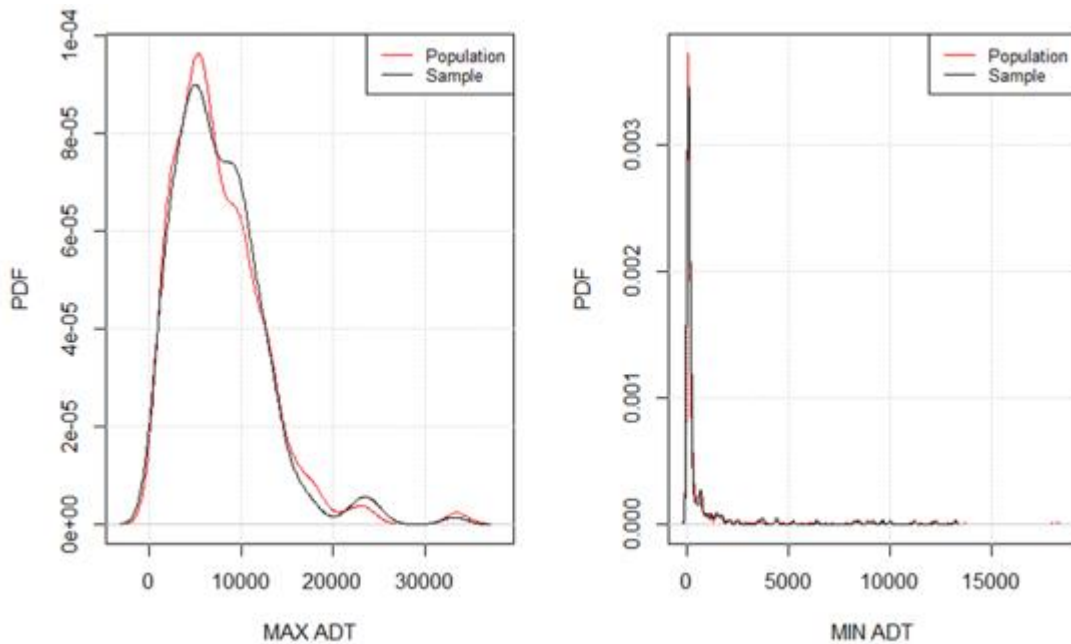 Population
Sample
1e-04
8e-05
6e-05
4e-05
2e-05
0e+00
PDF
0 10000 20000 30000
MAX ADT
Population
Sample
0.003
0.002
0.001
0.000
PDF
0 5000 10000 15000
MIN ADT